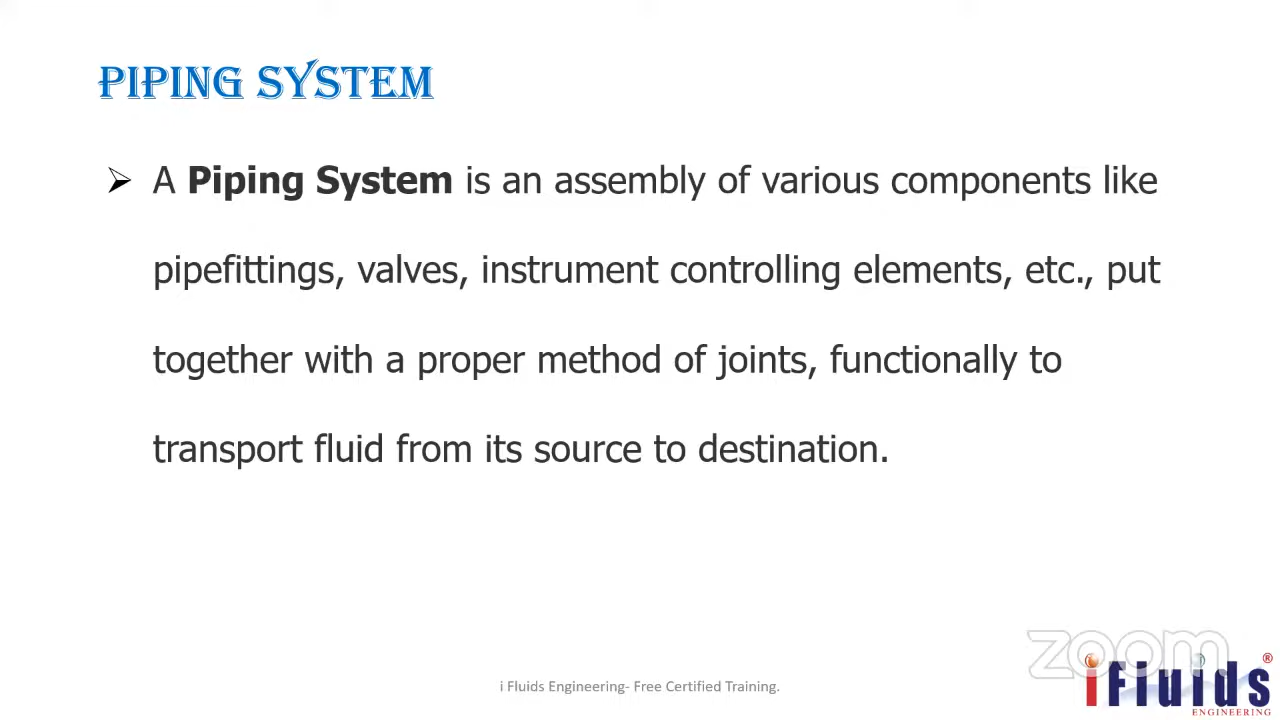 PIPING SYSTEM
➢ A Piping System is an assembly of various components like
pipefittings, valves, instrument controlling elements, etc., put
together with a proper method of joints, functionally to
transport fluid from its source to destination.
zoom
iFluids®
ENGINEERING
i Fluids Engineering- Free Certified Training.